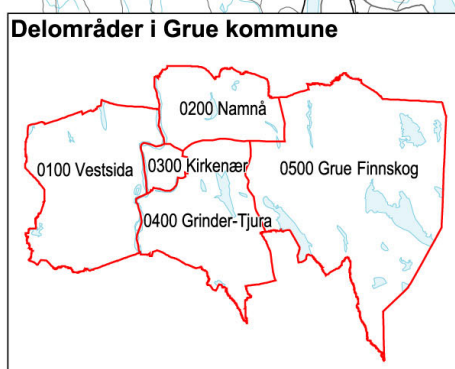 Delområder i Grue kommune
0200 Namnå
0100 Vestsida
0300 Kirkenær
0500 Grue Finnskog
0400 Grinder-Tjura